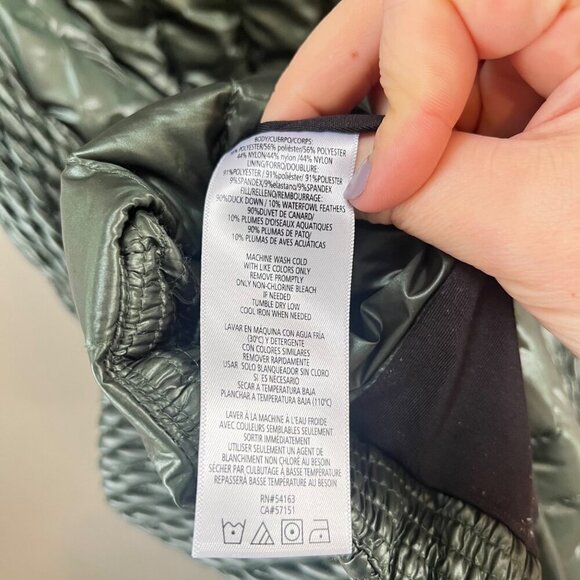 BODY/CUERPO/CORPS:
56% POLYESTER/56% poliéster/56% POLYESTER
44% NYLON/44% nylon /44% NYLON
LINING/FORRO/DOUBLURE:
91%POLYESTER / 91%poliéster/ 91%POLYESTER
9%SPANDEX/9%elastano/9%SPANDEX
FILL/RELLENO/REMBOURRAGE:
90%DUCK DOWN / 10% WATERFOWL FEATHERS
90%DUVET DE CANARD/
10% PLUMES D'OISEAUX AQUATIQUES
90% PLUMAS DE PATO/
10% PLUMAS DE AVES ACUÁTICAS
MACHINE WASH COLD
WITH LIKE COLORS ONLY
REMOVE PROMPTLY
ONLY NON-CHLORINE BLEACH
IF NEEDED
TUMBLE DRY LOW
COOL IRON WHEN NEEDED
LAVAR EN MAQUINA CON AGUA FRÍA
(30°C) Y DETERGENTE
CON COLORES SIMILARES
REMOVER RÁPIDAMENTE
USAR SOLO BLANQUEADOR SIN CLORO
SI ES NECESARIO
SECAR A TEMPERATURA BAJA
PLANCHAR A TEMPERATURA BAJA (110°C)
LAVER À LA MACHINE À L'EAU FROIDE
AVEC COULEURS SEMBLABLES SEULEMENT
SORTIR IMMÉDIATEMENT
UTILISER SEULEMENT UN AGENT DE
BLANCHIMENT NON CHLORÉ AU BESOIN
SÉCHER PAR CULBUTAGE À BASSE TEMPÉRATURE
REPASSERÀ BASSE TEMPÉRATURE AU BESOIN
RN#54163
CA#57151